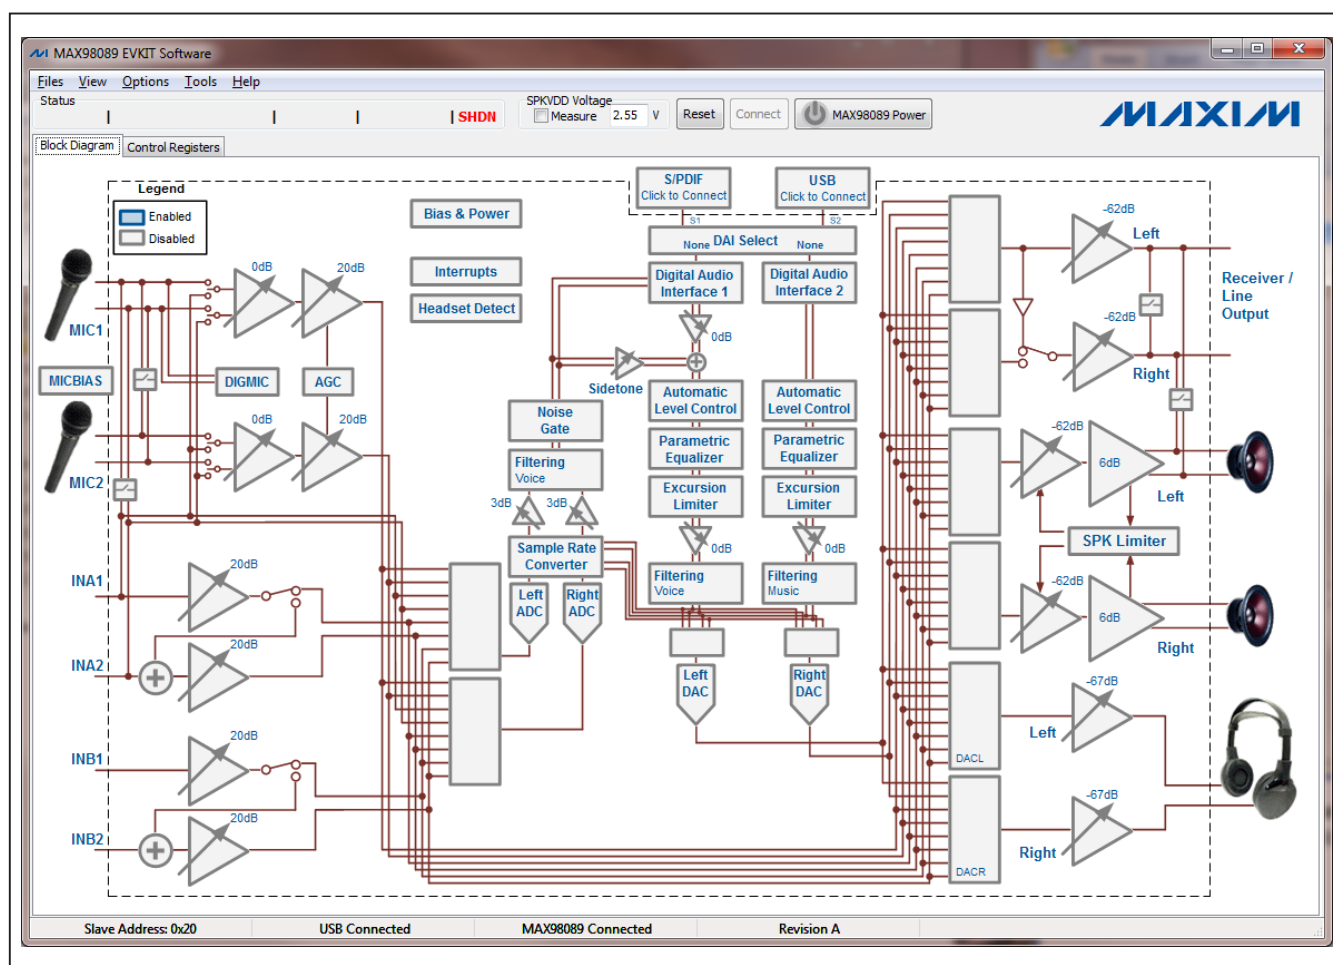 MAX98089 EVKIT Software
Files View Options Tools Help
Status
SHDN
SPKVDD Voltage
Measure 2.55 V
Reset
Connect
MAX98089 Power
MAXIM
Block Diagram
Control Registers
Legend
Enabled
Disabled
Bias & Power
Interrupts
Headset Detect
S/PDIF
Click to Connect
USB
Click to Connect
S1
S2
None DAI Select None
Digital Audio
Interface 1
Digital Audio
Interface 2
0dB
Sidetone
Automatic
Level Control
Automatic
Level Control
Parametric
Equalizer
Parametric
Equalizer
Excursion
Limiter
Excursion
Limiter
0dB
0dB
Filtering
Voice
Filtering
Music
Left
DAC
Right
DAC
Noise
Gate
Filtering
Voice
3dB
3dB
Sample Rate
Converter
Left
ADC
Right
ADC
MIC1
MICBIAS
MIC2
0dB
20dB
DIGMIC
AGC
0dB
20dB
INA1
20dB
INA2
20dB
INB1
20dB
INB2
20dB
-62dB
Left
Receiver /
Line
Output
-62dB
Right
-62dB
6dB
Left
SPK Limiter
-62dB
6dB
Right
DACL
-67dB
Left
DACR
-67dB
Right
Slave Address: 0x20
USB Connected
MAX98089 Connected
Revision A